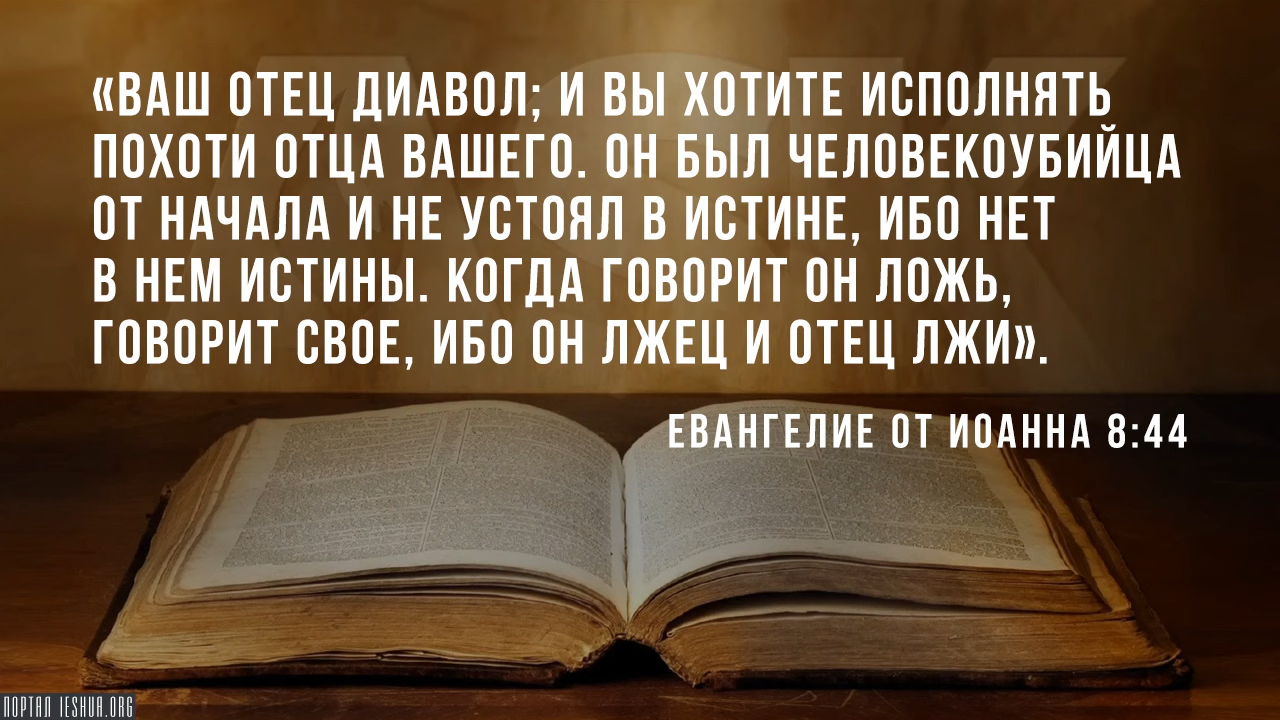 «ВАШ ОТЕЦ ДИАВОЛ; И ВЫ ХОТИТЕ ИСПОЛНЯТЬ
ПОХОТИ ОТЦА ВАШЕГО. ОН БЫЛ ЧЕЛОВЕКОУБИЙЦА
ОТ НАЧАЛА И НЕ УСТОЯЛ В ИСТИНЕ, ИБО НЕТ
В НЕМ ИСТИНЫ. КОГДА ГОВОРИТ ОН ЛОЖЬ,
ГОВОРИТ СВОЕ, ИБО ОН ЛЖЕЦ И ОТЕЦ ЛЖИ».
ЕВАНГЕЛИЕ ОТ ИОАННА 8:44
ПОРТАЛ IESHUA.ORG